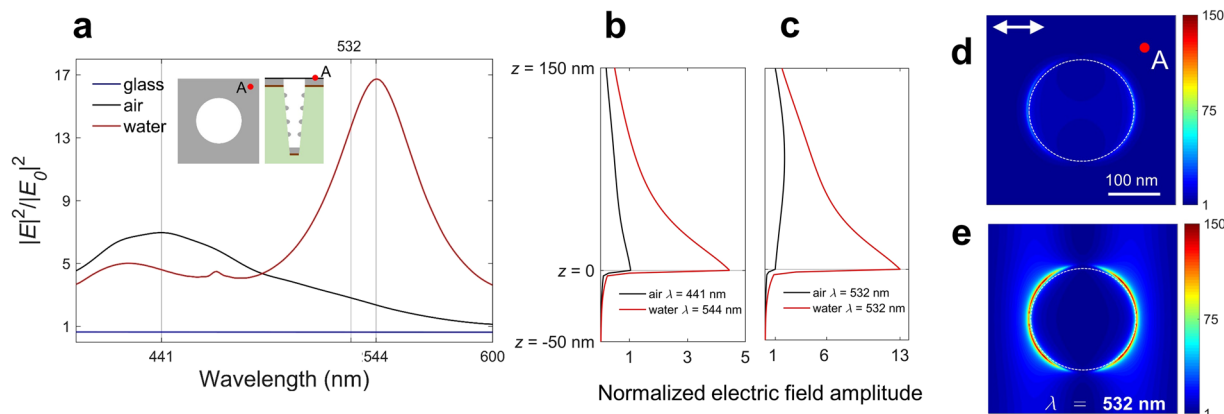 a
532
17
13
9
5
1
|E|²/|E₀|²
glass
air
water
A
A
441
544
600
Wavelength (nm)
b
c
z = 150 nm
z = 0
z = -50 nm
air λ = 441 nm
water λ = 544 nm
1
3
5
air λ = 532 nm
water λ = 532 nm
1
6
13
Normalized electric field amplitude
d
A
100 nm
150
75
1
e
λ = 532 nm
150
75
1